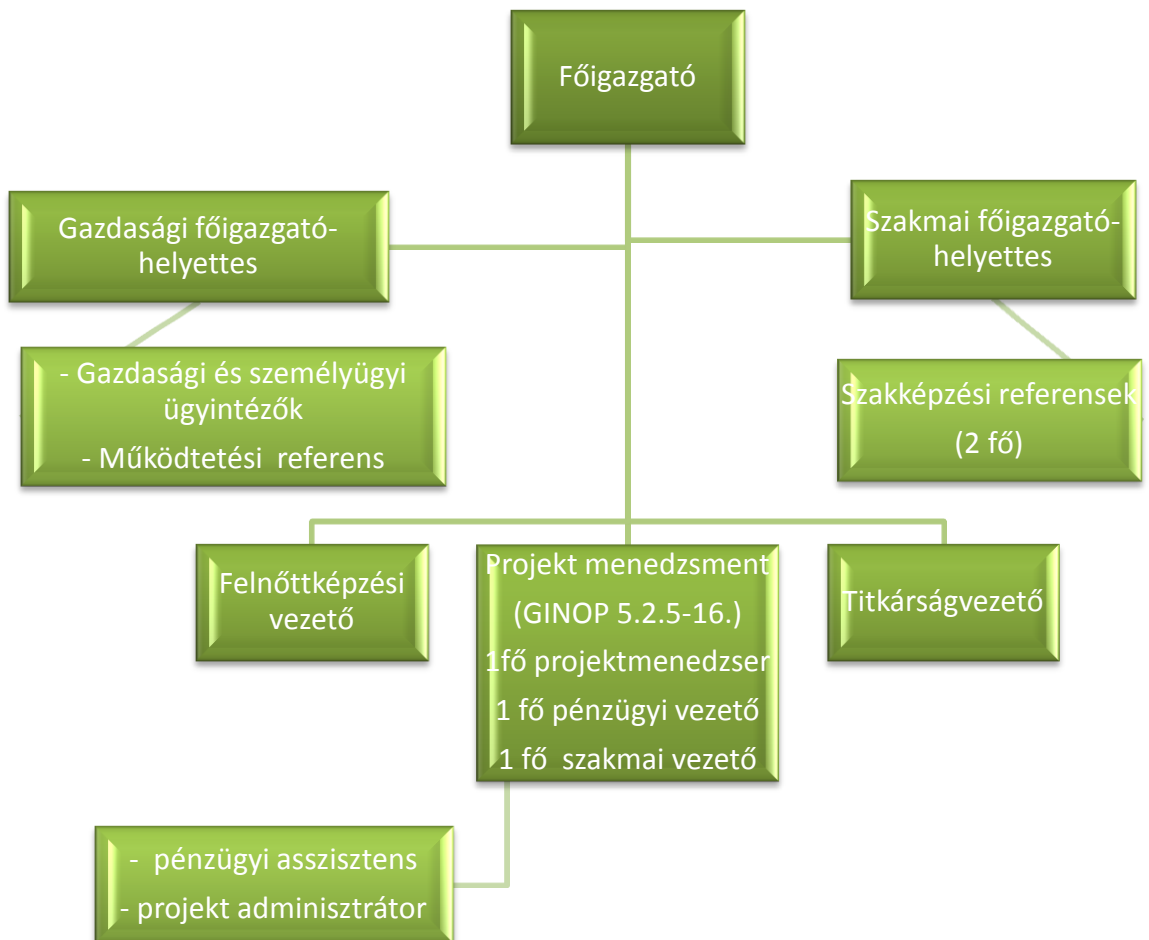 Főigazgató
Gazdasági főigazgató-
helyettes
Szakmai főigazgató-
helyettes
- Gazdasági és személyügyi
ügyintézők
- Működtetési referens
Szakképzési referensek
(2 fő)
Felnőttképzési
vezető
Projekt menedzsment
(GINOP 5.2.5-16.)
1fő projektmenedzser
1 fő pénzügyi vezető
1 fő szakmai vezető
Titkárságvezető
- pénzügyi asszisztens
- projekt adminisztrátor